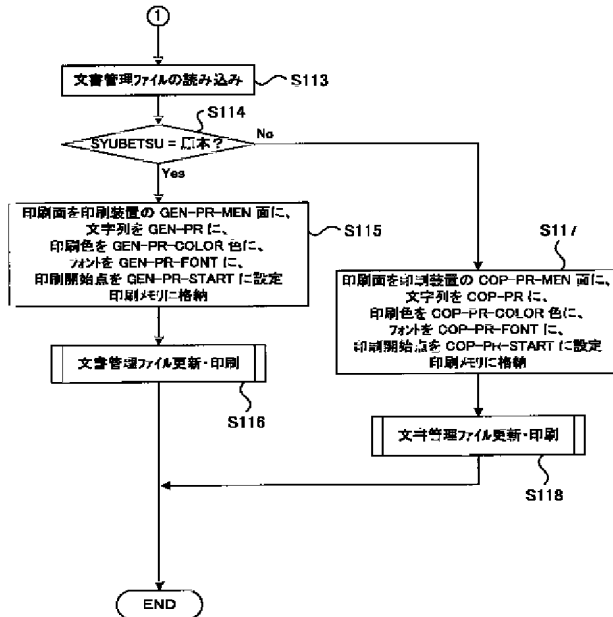 ①
文書管理ファイルの読み込み
S113
S114
SYUBETSU = 原本？
No
Yes
印刷面を印刷装置の GEN-PR-MEN 面に、
文字列を GEN-PR に、
印刷色を GEN-PR-COLOR 色に、
フォントを GEN-PR-FONT に、
印刷開始点を GEN-PR-START に設定
印刷メモリに格納
S115
S117
印刷面を印刷装置の COP-PR-MEN 面に、
文字列を COP-PR に、
印刷色を COP-PR-COLOR 色に、
フォントを COP-PR-FONT に、
印刷開始点を COP-PR-START に設定
印刷メモリに格納
文書管理ファイル更新・印刷
S116
文書管理ファイル更新・印刷
S118
END